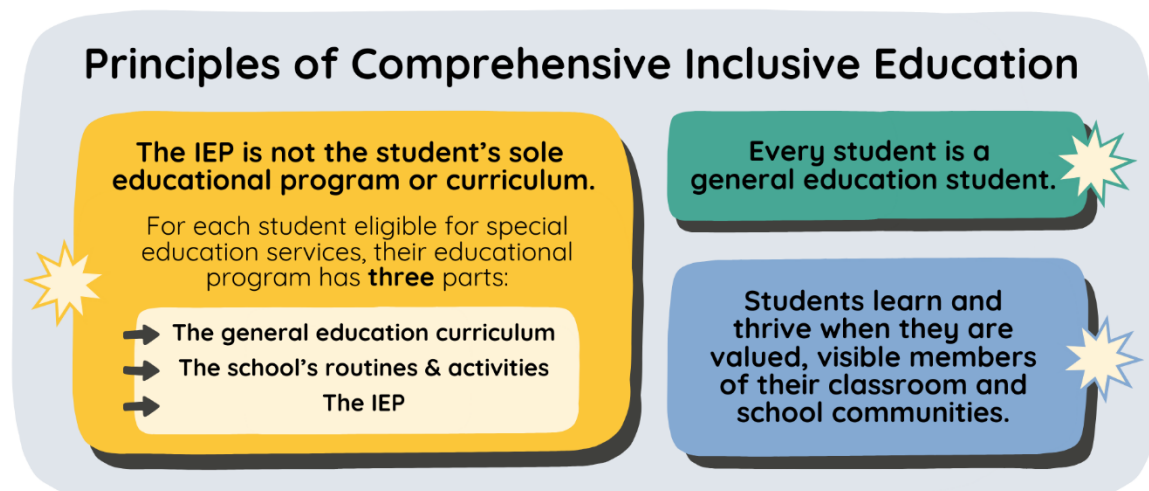 Principles of Comprehensive Inclusive Education
The IEP is not the student's sole
educational program or curriculum.
For each student eligible for special
education services, their educational
program has three parts:
The general education curriculum
The school's routines & activities
The IEP
Every student is a
general education student.
Students learn and
thrive when they are
valued, visible members
of their classroom and
school communities.